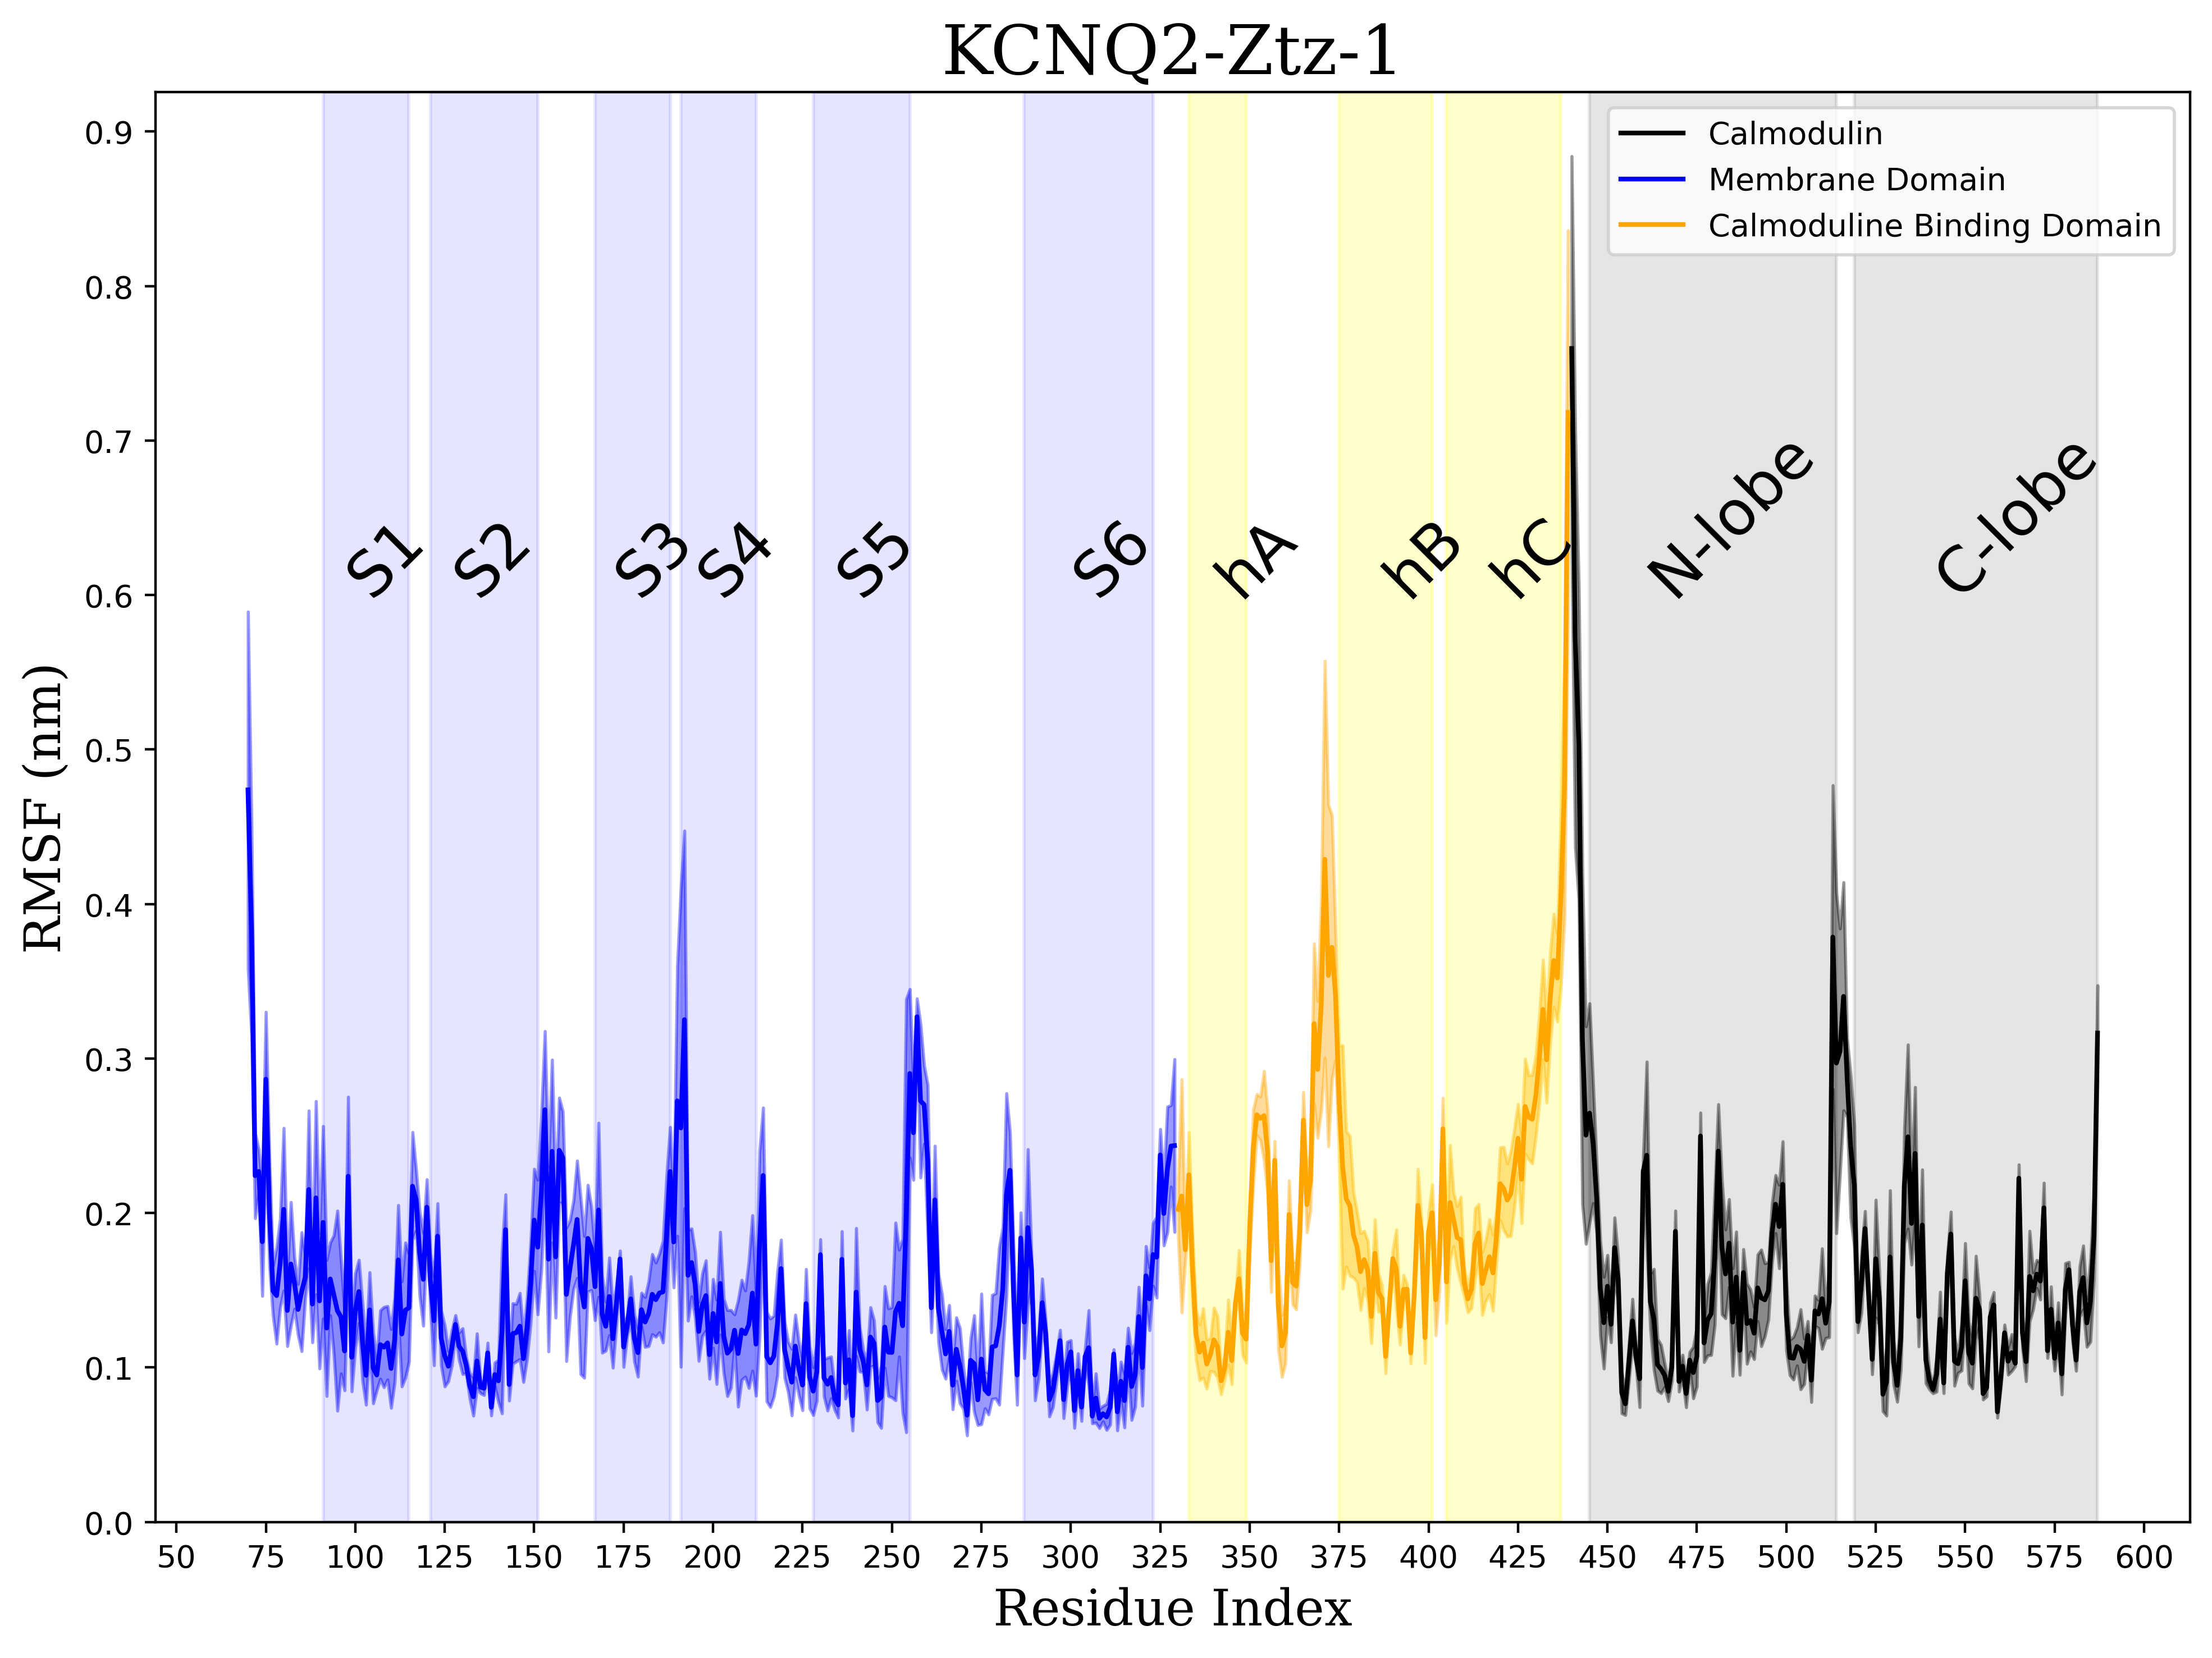 KCNQ2-Ztz-1
Calmodulin
Membrane Domain
Calmoduline Binding Domain
RMSF (nm)
0.9
0.8
0.7
0.6
0.5
0.4
0.3
0.2
0.1
0.0
S1 S2 S3 S4 S5 S6 hA hB hC N-lobe C-lobe
50 75 100 125 150 175 200 225 250 275 300 325 350 375 400 425 450 475 500 525 550 575 600
Residue Index